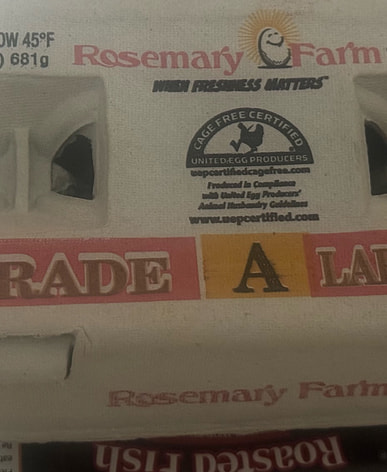 OW 45°F
) 681g
Rosemary Farm
WHEN FRESHNESS MATTERS
CAGE FREE CERTIFIED
UNITED EGG PRODUCERS
uepcertifiedcagefree.com
Produced in Compliance
with United Egg Producers'
Animal Husbandry Guidelines
www.uepcertified.com
RADE A LAR
Rosemary Farm
Roasted Fish